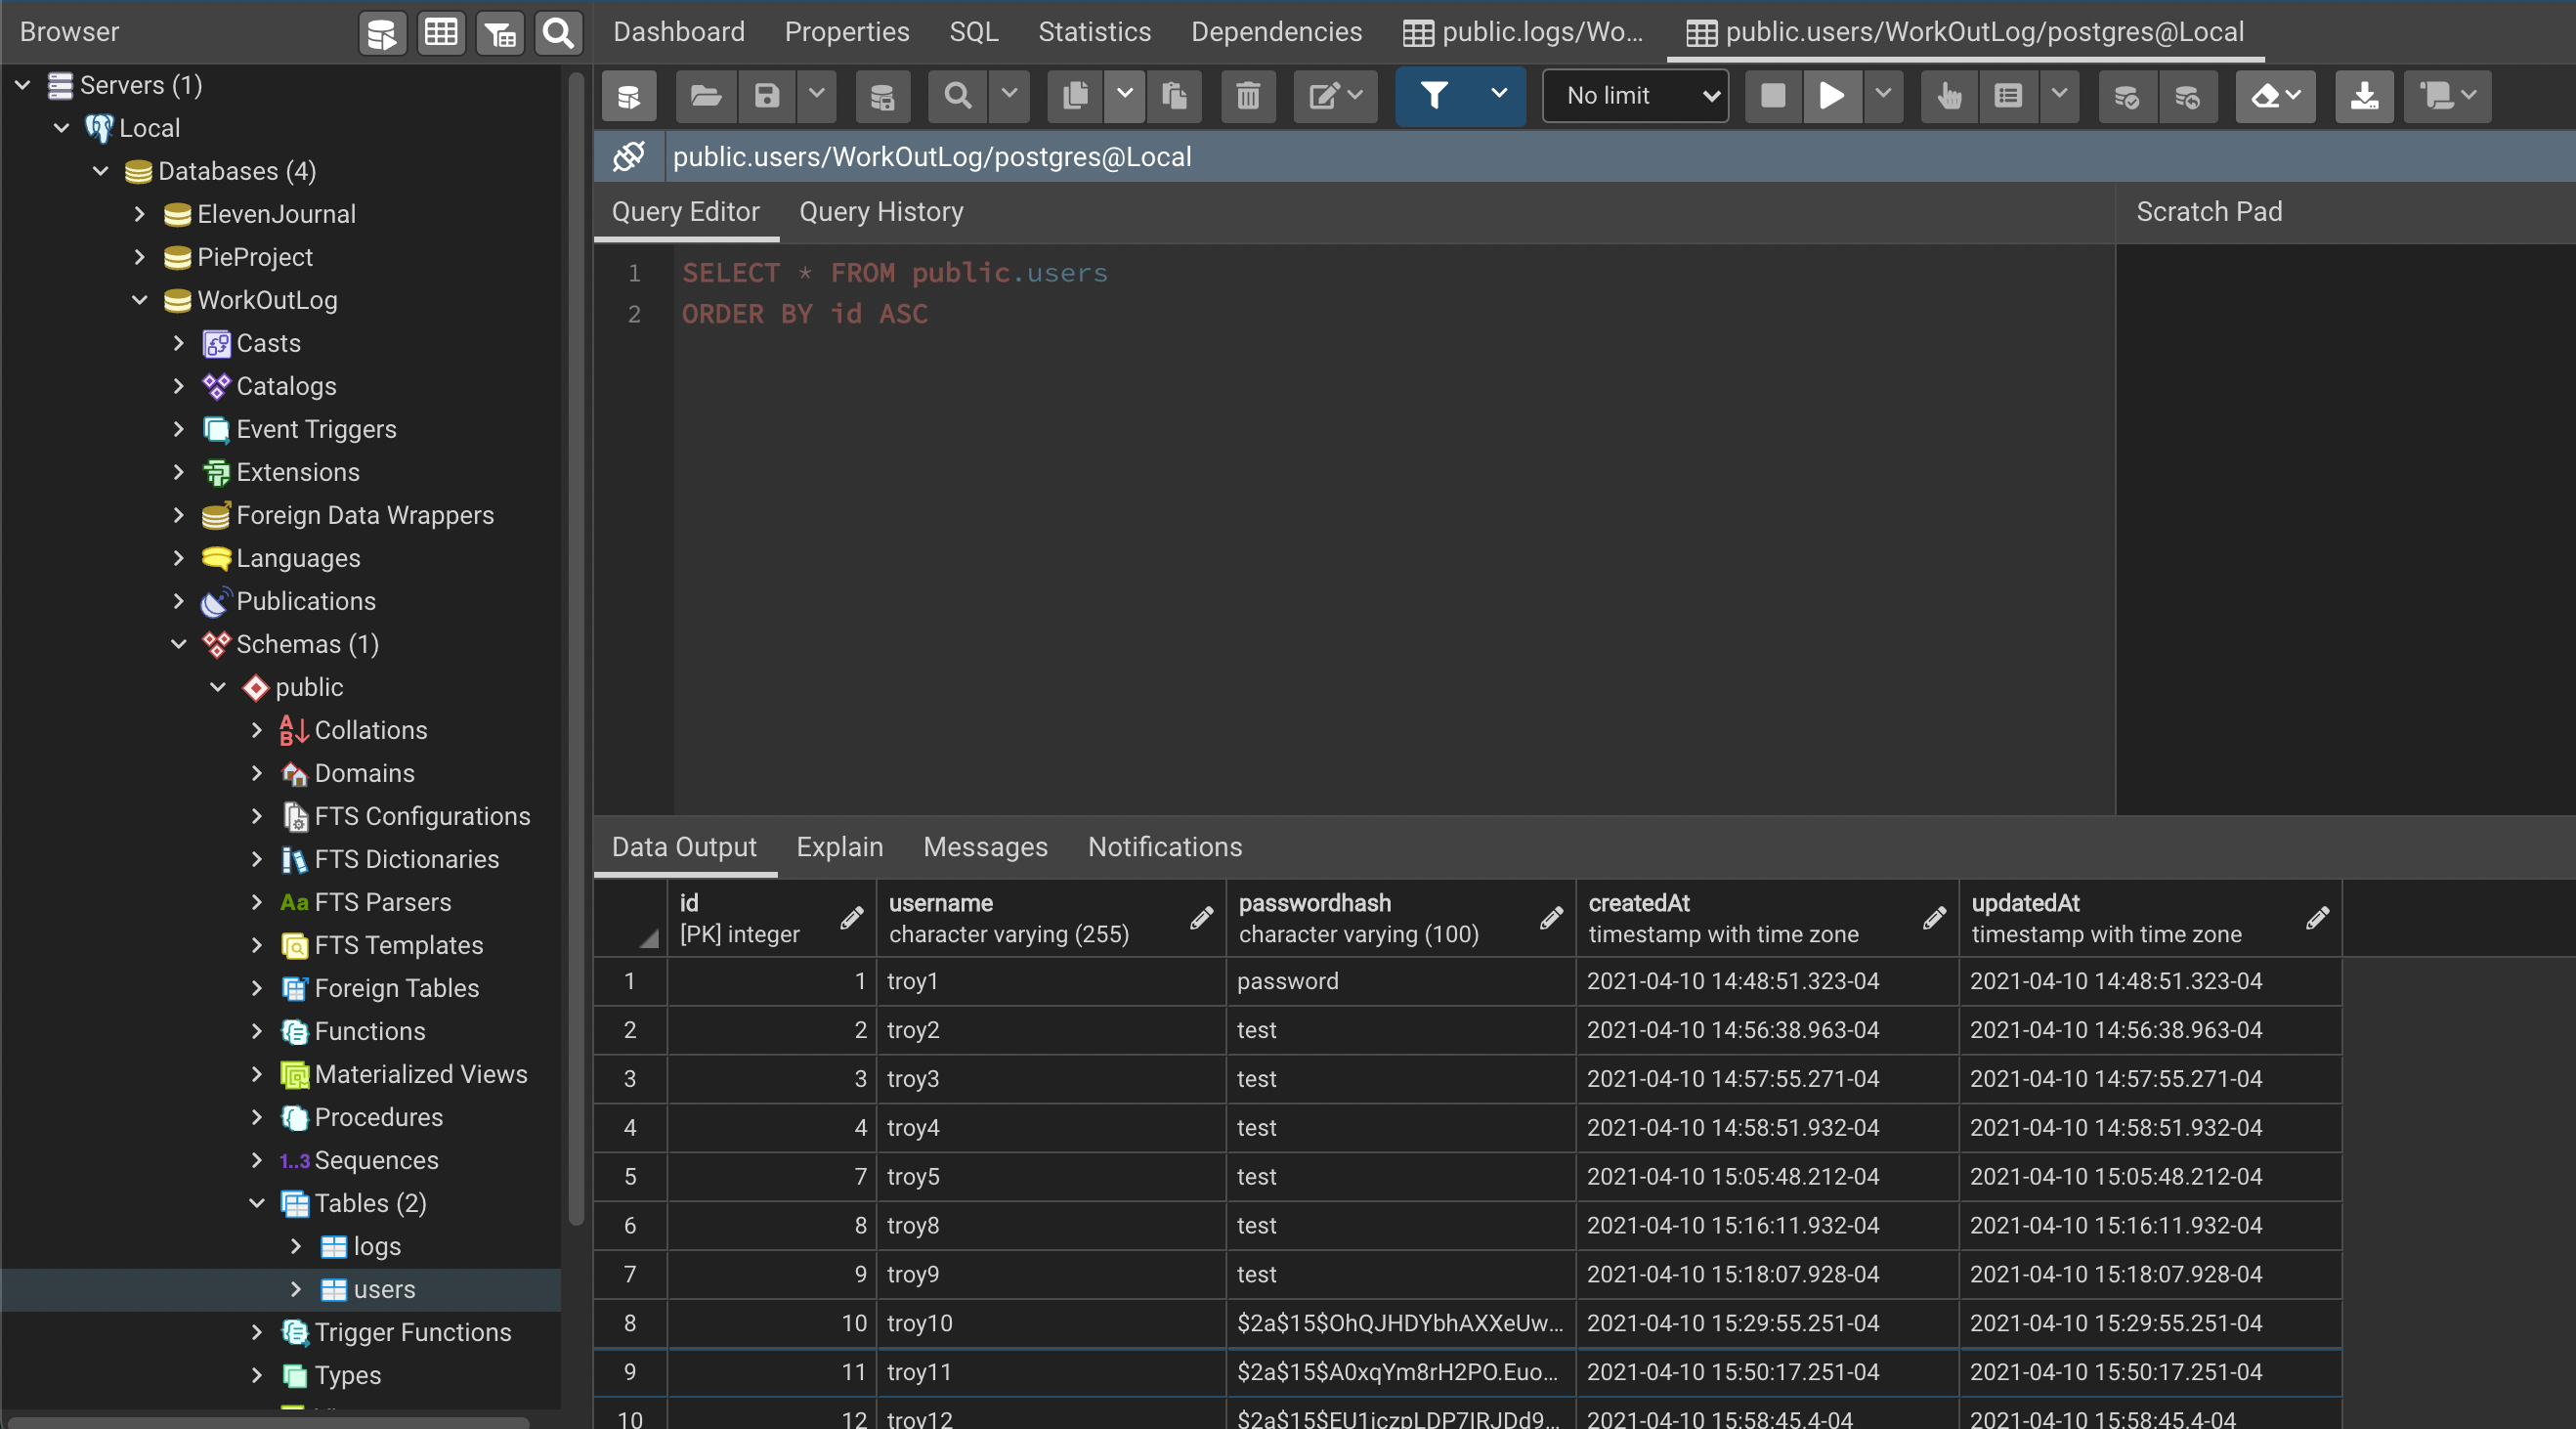 Browser
Dashboard Properties SQL Statistics Dependencies public.logs/Wo... public.users/WorkOutLog/postgres@Local
No limit
public.users/WorkOutLog/postgres@Local
Servers (1)
Local
Databases (4)
ElevenJournal
PieProject
WorkOutLog
Casts
Catalogs
Event Triggers
Extensions
Foreign Data Wrappers
Languages
Publications
Schemas (1)
public
Collations
Domains
FTS Configurations
FTS Dictionaries
Aa FTS Parsers
FTS Templates
Foreign Tables
Functions
Materialized Views
Procedures
1..3 Sequences
Tables (2)
logs
users
Trigger Functions
Types
Query Editor Query History Scratch Pad
1 SELECT * FROM public.users
2 ORDER BY id ASC
Data Output Explain Messages Notifications
id username passwordhash createdAt updatedAt
[PK] integer character varying (255) character varying (100) timestamp with time zone timestamp with time zone
1 1 troy1 password 2021-04-10 14:48:51.323-04 2021-04-10 14:48:51.323-04
2 2 troy2 test 2021-04-10 14:56:38.963-04 2021-04-10 14:56:38.963-04
3 3 troy3 test 2021-04-10 14:57:55.271-04 2021-04-10 14:57:55.271-04
4 4 troy4 test 2021-04-10 14:58:51.932-04 2021-04-10 14:58:51.932-04
5 7 troy5 test 2021-04-10 15:05:48.212-04 2021-04-10 15:05:48.212-04
6 8 troy8 test 2021-04-10 15:16:11.932-04 2021-04-10 15:16:11.932-04
7 9 troy9 test 2021-04-10 15:18:07.928-04 2021-04-10 15:18:07.928-04
8 10 troy10 $2a$15$OhQJHDYbhAXXeUw... 2021-04-10 15:29:55.251-04 2021-04-10 15:29:55.251-04
9 11 troy11 $2a$15$A0xqYm8rH2PO.Euo... 2021-04-10 15:50:17.251-04 2021-04-10 15:50:17.251-04
10 12 troy12 2021-04-10 15:58:45.4-04 2021-04-10 15:58:45.4-04